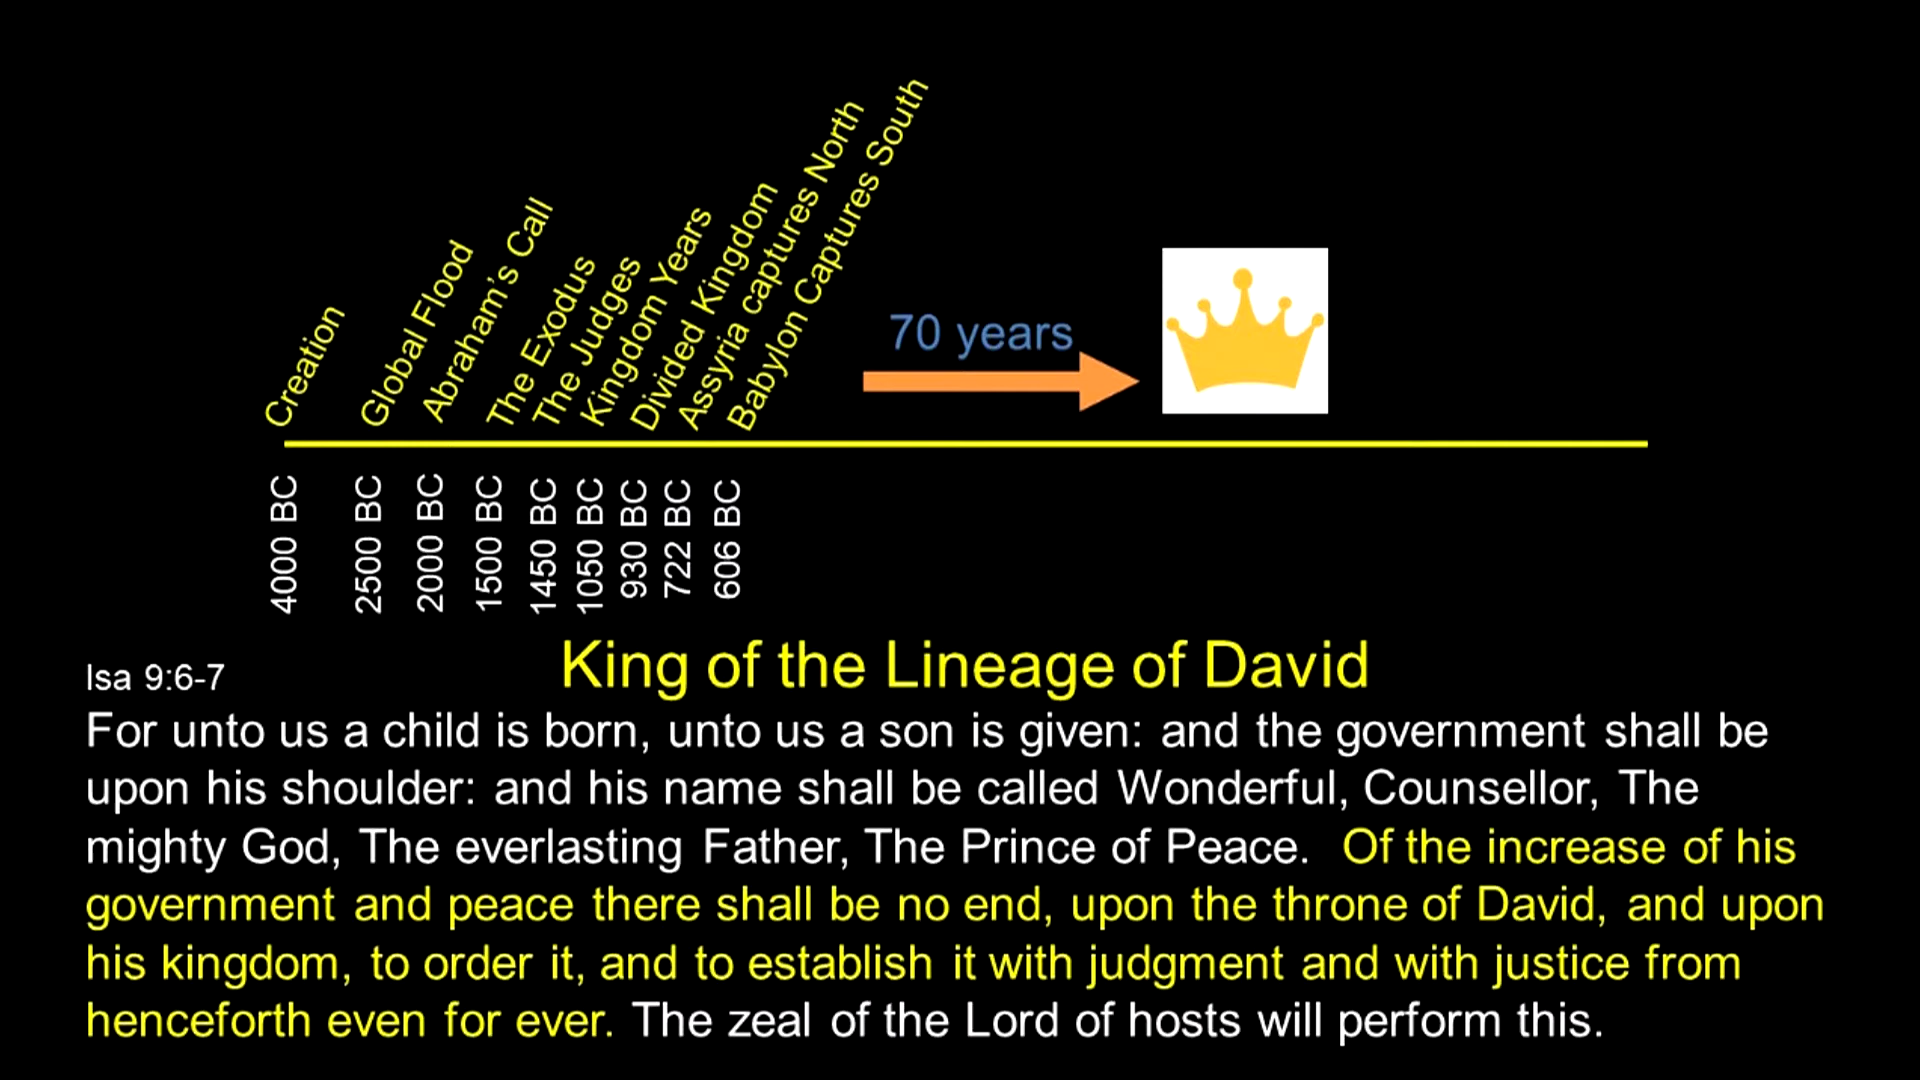 Creation
Global Flood
Abraham's Call
The Exodus
The Judges
Kingdom Years
Divided Kingdom
Assyria captures North
Babylon Captures South
70 years
4000 BC
2500 BC
2000 BC
1500 BC
1450 BC
1050 BC
930 BC
722 BC
606 BC
King of the Lineage of David
Isa 9:6-7
For unto us a child is born, unto us a son is given: and the government shall be
upon his shoulder: and his name shall be called Wonderful, Counsellor, The
mighty God, The everlasting Father, The Prince of Peace. Of the increase of his
government and peace there shall be no end, upon the throne of David, and upon
his kingdom, to order it, and to establish it with judgment and with justice from
henceforth even for ever. The zeal of the Lord of hosts will perform this.